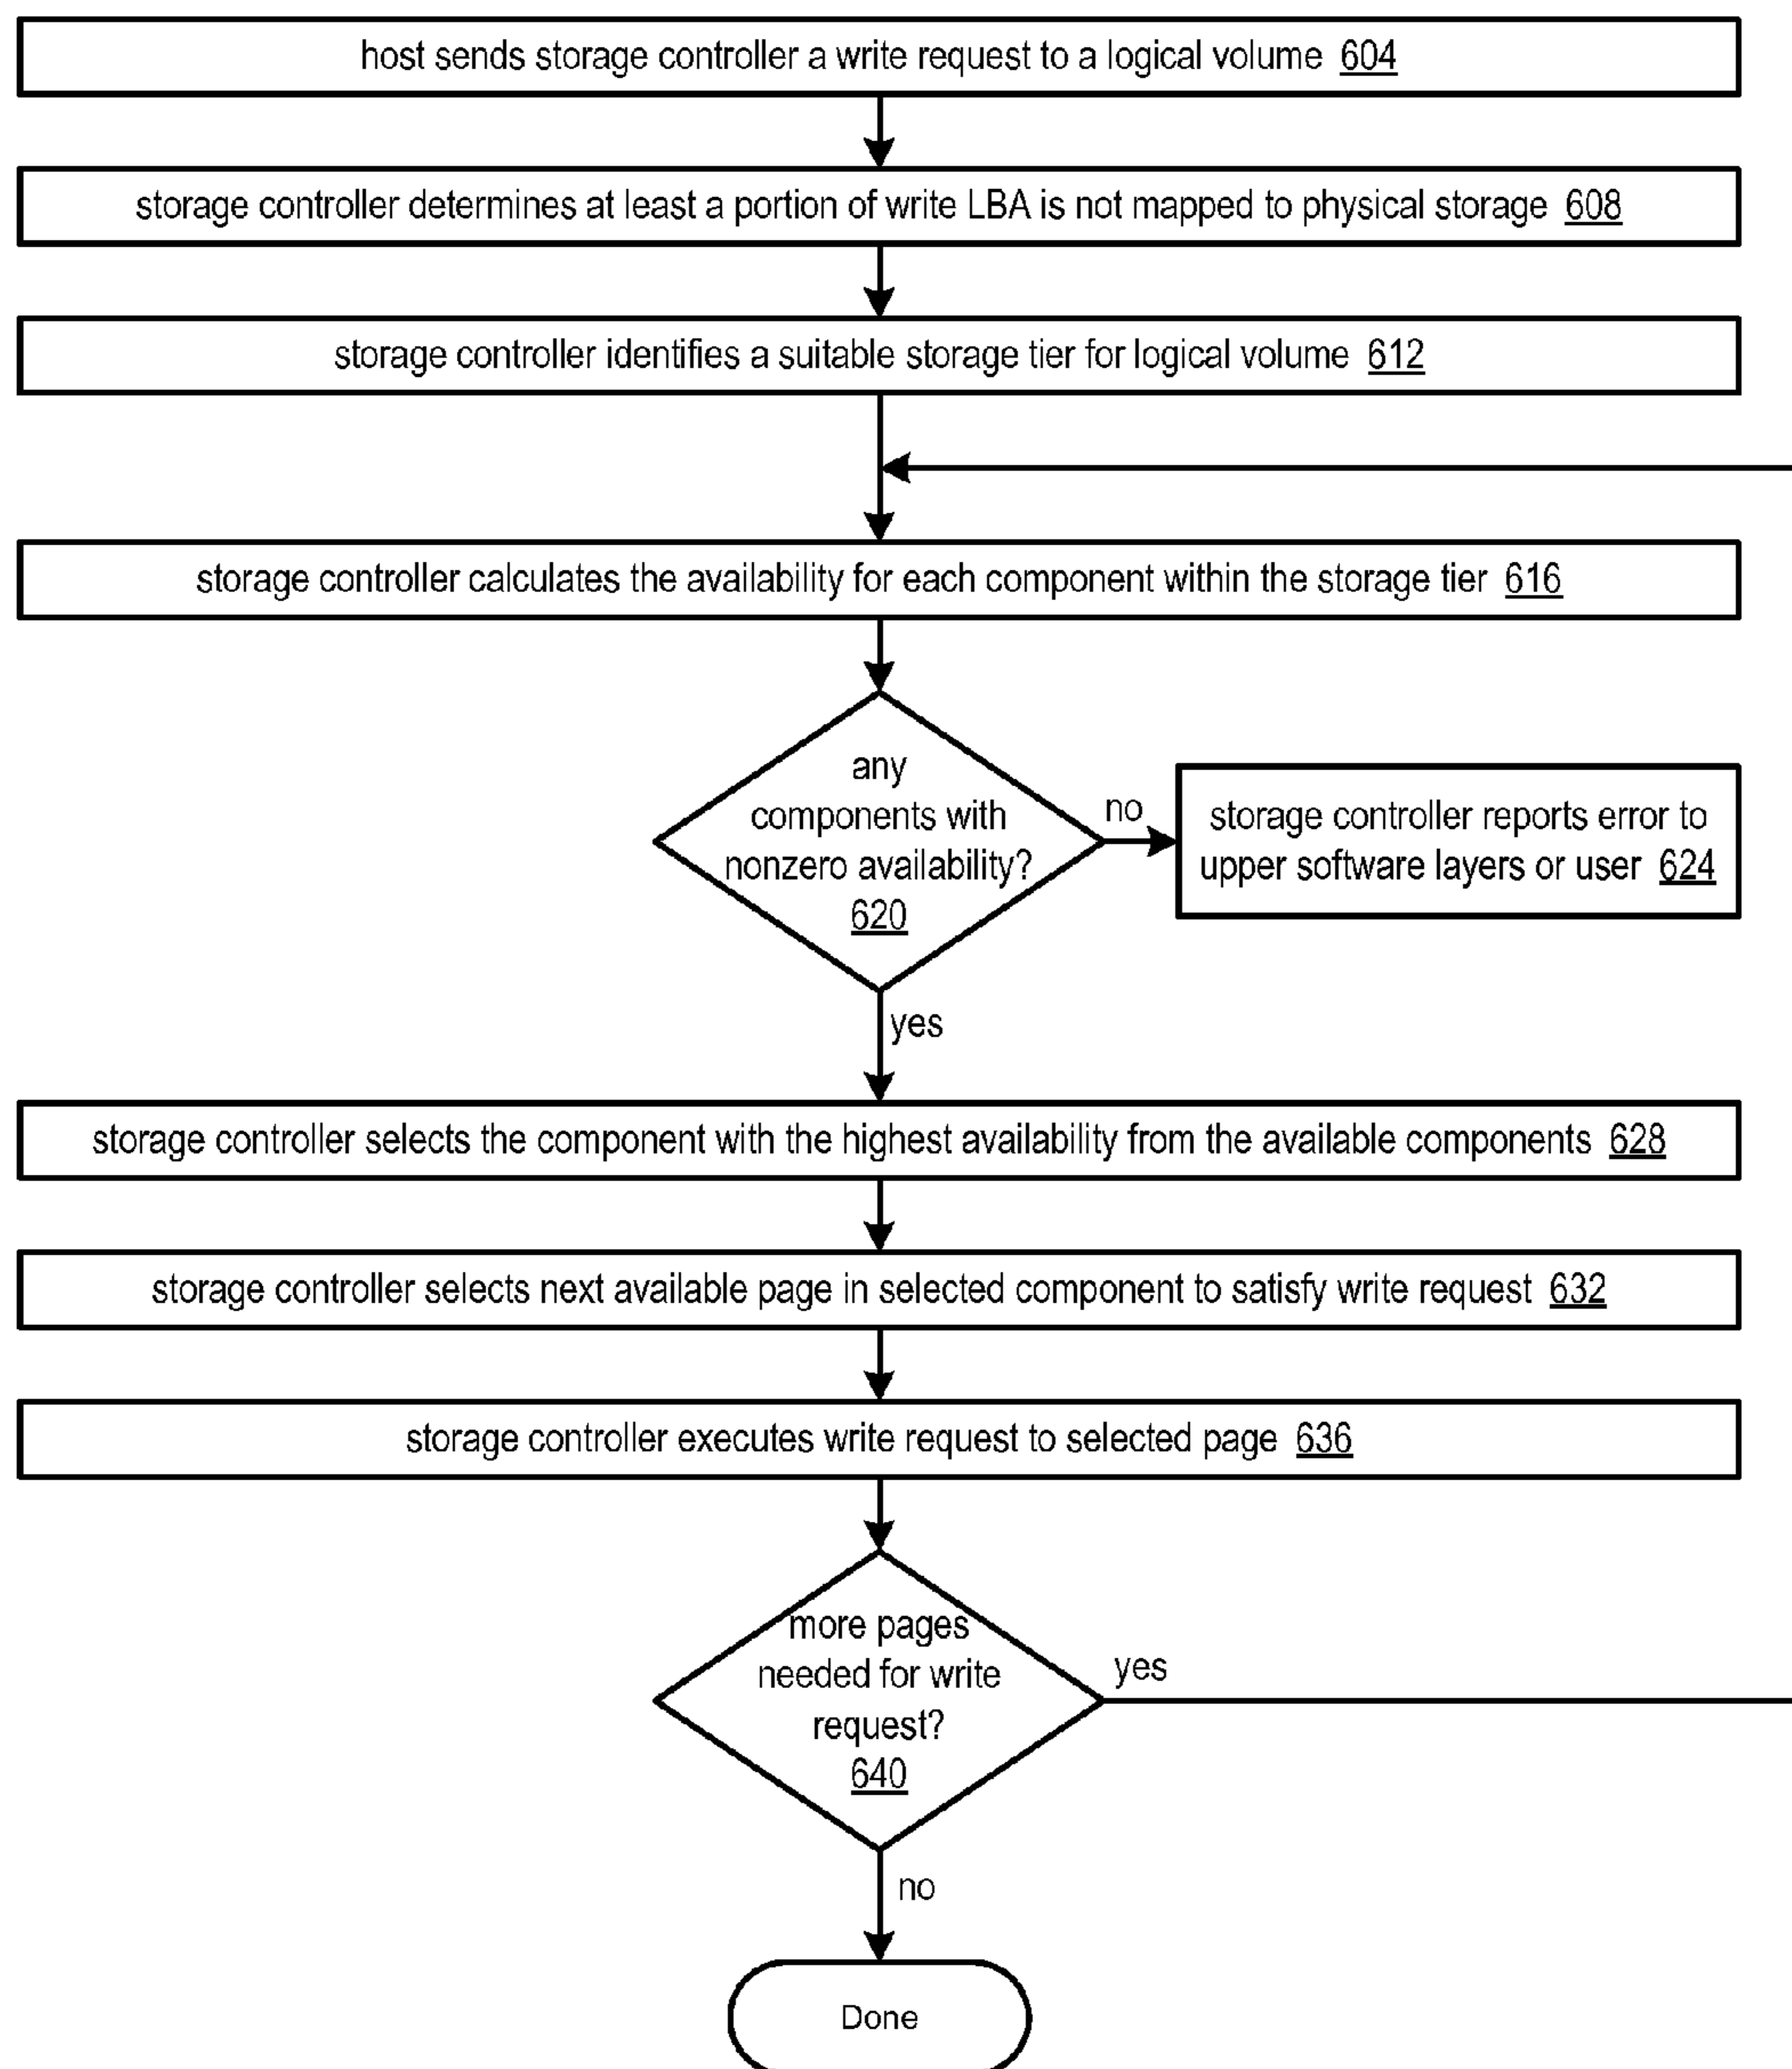 host sends storage controller a write request to a logical volume 604
storage controller determines at least a portion of write LBA is not mapped to physical storage 608
storage controller identifies a suitable storage tier for logical volume 612
storage controller calculates the availability for each component within the storage tier 616
any
components with
nonzero availability?
620
no
storage controller reports error to
upper software layers or user 624
yes
storage controller selects the component with the highest availability from the available components 628
storage controller selects next available page in selected component to satisfy write request 632
storage controller executes write request to selected page 636
more pages
needed for write
request?
640
yes
no
Done